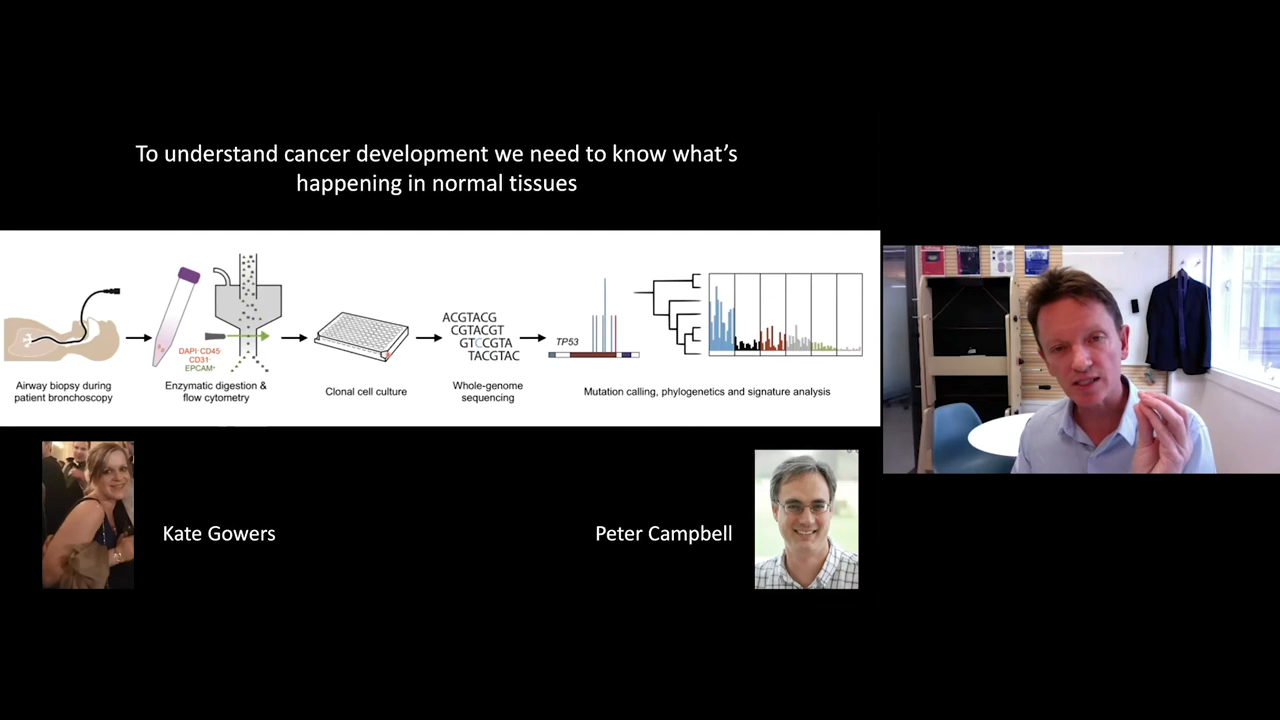 To understand cancer development we need to know what's
happening in normal tissues
ACGTACG
CGTACGT
GTCCGTA
TACGTAC
TP53
DAPI⁻CD45⁻
CD31⁻
EPCAM⁺
Airway biopsy during
patient bronchoscopy
Enzymatic digestion &
flow cytometry
Clonal cell culture
Whole-genome
sequencing
Mutation calling, phylogenetics and signature analysis
Kate Gowers
Peter Campbell